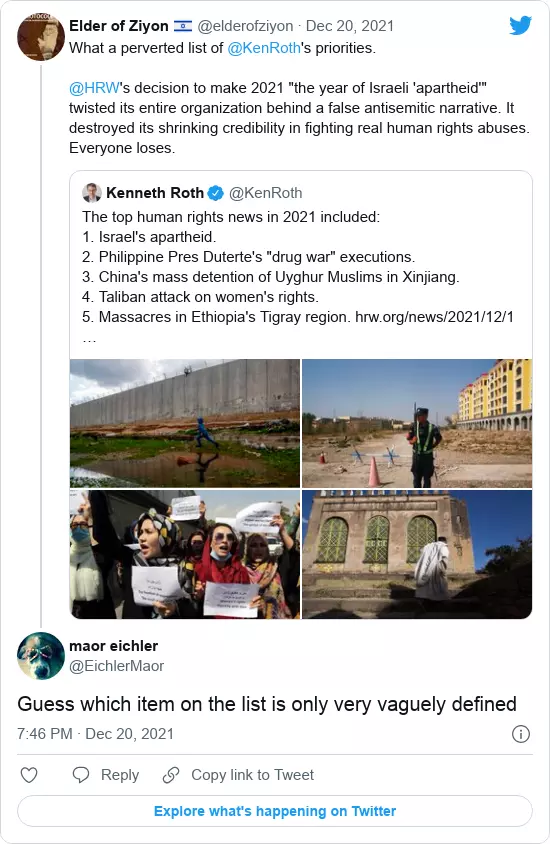 Elder of Ziyon 🇮🇱 @elderofziyon · Dec 20, 2021
What a perverted list of @KenRoth's priorities.
@HRW's decision to make 2021 "the year of Israeli 'apartheid'"
twisted its entire organization behind a false antisemitic narrative. It
destroyed its shrinking credibility in fighting real human rights abuses.
Everyone loses.
Kenneth Roth @KenRoth
The top human rights news in 2021 included:
1. Israel's apartheid.
2. Philippine Pres Duterte's "drug war" executions.
3. China's mass detention of Uyghur Muslims in Xinjiang.
4. Taliban attack on women's rights.
5. Massacres in Ethiopia's Tigray region. hrw.org/news/2021/12/1
…
maor eichler
@EichlerMaor
Guess which item on the list is only very vaguely defined
7:46 PM · Dec 20, 2021
Reply
Copy link to Tweet
Explore what's happening on Twitter